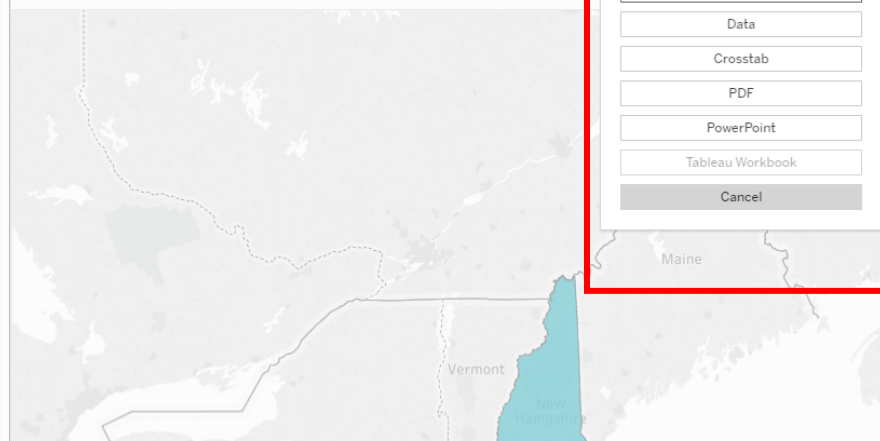 Data
Crosstab
PDF
PowerPoint
Tableau Workbook
Cancel
Maine
Vermont
New
Hampshire